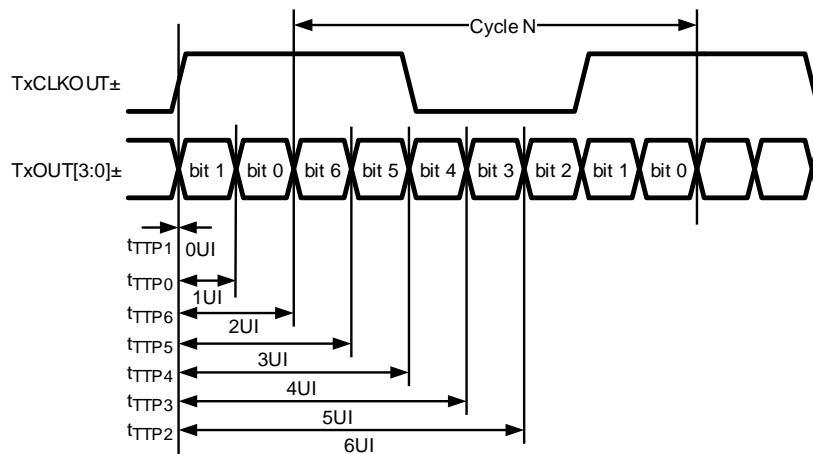 Cycle N
TxCLKOUT±
TxOUT[3:0]±
bit 1 bit 0 bit 6 bit 5 bit 4 bit 3 bit 2 bit 1 bit 0
tTTP1 0UI
tTTP0
1UI
tTTP6
2UI
tTTP5
3UI
tTTP4
4UI
tTTP3
5UI
tTTP2
6UI